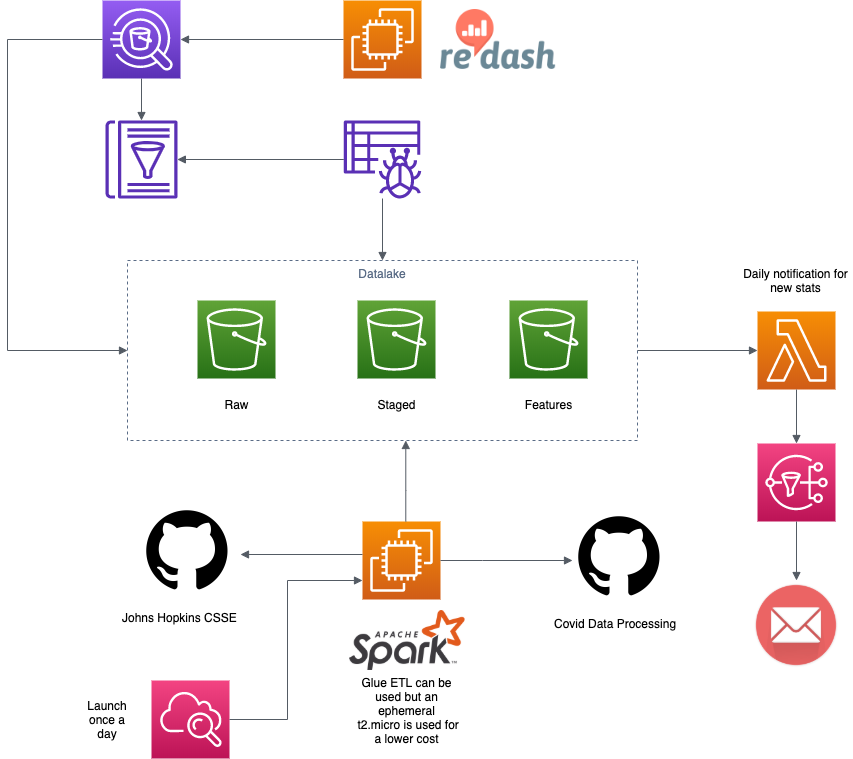 re dash
Datalake
Daily notification for
new stats
Raw
Staged
Features
Johns Hopkins CSSE
Covid Data Processing
APACHE
Spark
Glue ETL can be
used but an
ephemeral
t2.micro is used for
a lower cost
Launch
once a
day